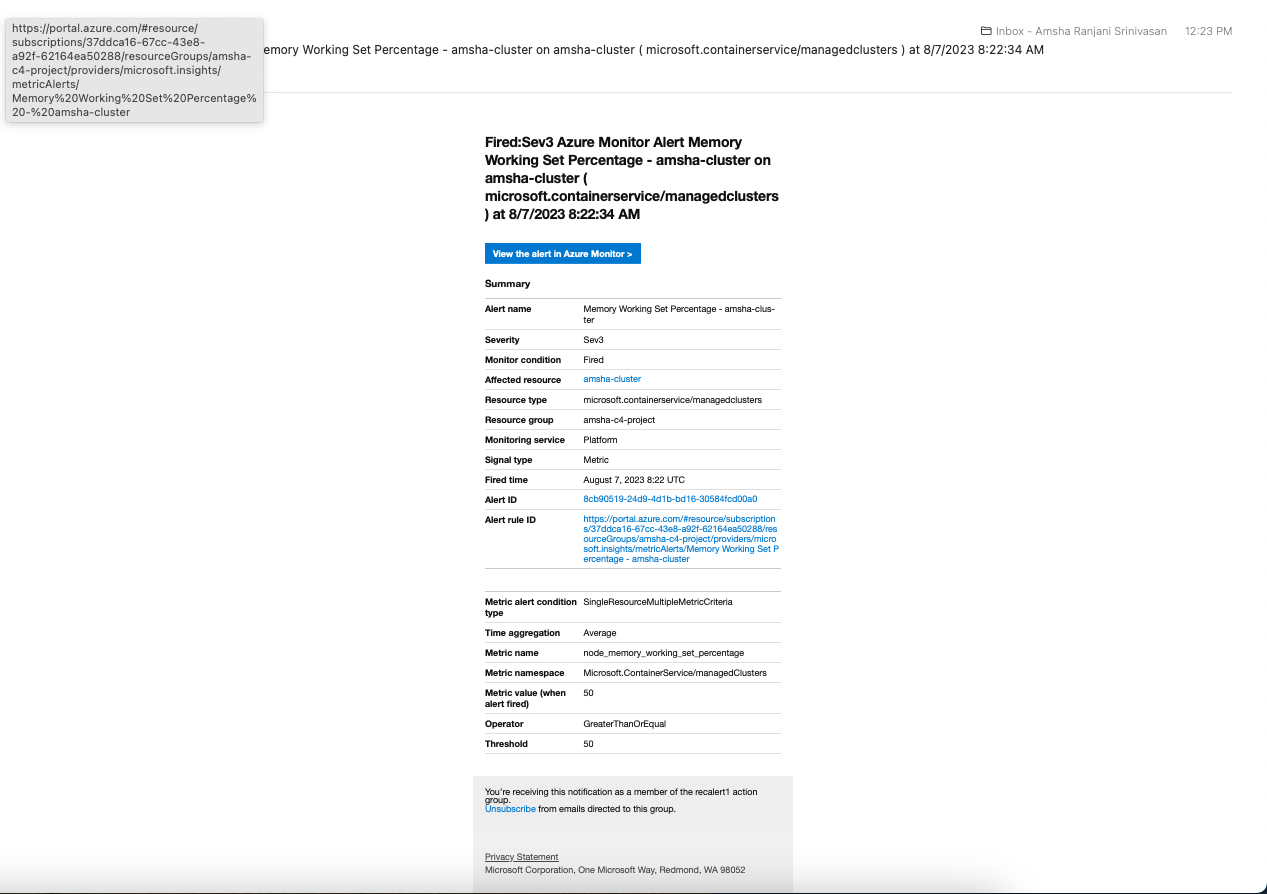 https://portal.azure.com/#resource/
subscriptions/37ddca16-67cc-43e8-
a92f-62164ea50288/resourceGroups/amsha-
c4-project/providers/microsoft.insights/
metricAlerts/
Memory%20Working%20Set%20Percentage%
20-%20amsha-cluster
Inbox - Amsha Ranjani Srinivasan 12:23 PM
emory Working Set Percentage - amsha-cluster on amsha-cluster ( microsoft.containerservice/managedclusters ) at 8/7/2023 8:22:34 AM
Fired:Sev3 Azure Monitor Alert Memory
Working Set Percentage - amsha-cluster on
amsha-cluster (
microsoft.containerservice/managedclusters
) at 8/7/2023 8:22:34 AM
View the alert in Azure Monitor >
Summary
Alert name Memory Working Set Percentage - amsha-clus-
ter
Severity Sev3
Monitor condition Fired
Affected resource amsha-cluster
Resource type microsoft.containerservice/managedclusters
Resource group amsha-c4-project
Monitoring service Platform
Signal type Metric
Fired time August 7, 2023 8:22 UTC
Alert ID 8cb90519-24d9-4d1b-bd16-30584fcd00a0
Alert rule ID https://portal.azure.com/#resource/subscription
s/37ddca16-67cc-43e8-a92f-62164ea50288/res
ourceGroups/amsha-c4-project/providers/micro
soft.insights/metricAlerts/Memory Working Set P
ercentage - amsha-cluster
Metric alert condition SingleResourceMultipleMetricCriteria
type
Time aggregation Average
Metric name node_memory_working_set_percentage
Metric namespace Microsoft.ContainerService/managedClusters
Metric value (when 50
alert fired)
Operator GreaterThanOrEqual
Threshold 50
You're receiving this notification as a member of the recalert1 action
group.
Unsubscribe from emails directed to this group.
Privacy Statement
Microsoft Corporation, One Microsoft Way, Redmond, WA 98052